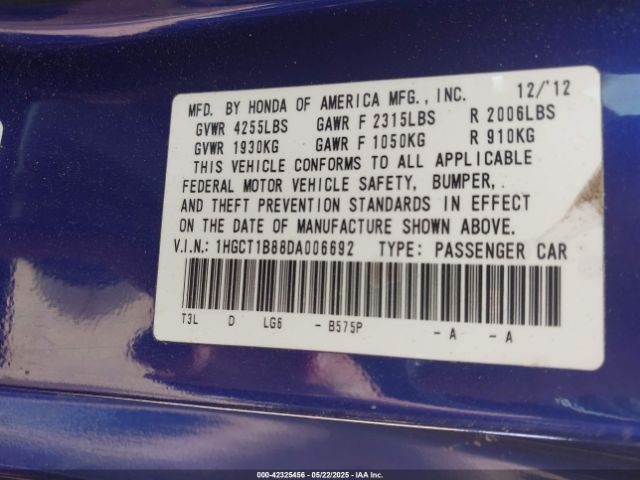 MFD. BY HONDA OF AMERICA MFG., INC. 12/'12
GVWR 4255LBS GAWR F 2315LBS R 2006LBS
GVWR 1930KG GAWR F 1050KG R 910KG
THIS VEHICLE CONFORMS TO ALL APPLICABLE
FEDERAL MOTOR VEHICLE SAFETY, BUMPER,
AND THEFT PREVENTION STANDARDS IN EFFECT
ON THE DATE OF MANUFACTURE SHOWN ABOVE.
V.I.N.: 1HGCT1B88DA006692 TYPE: PASSENGER CAR
T3L D LG6 - B575P - A - A
000-42325456 - 05/22/2025 - IAA Inc.